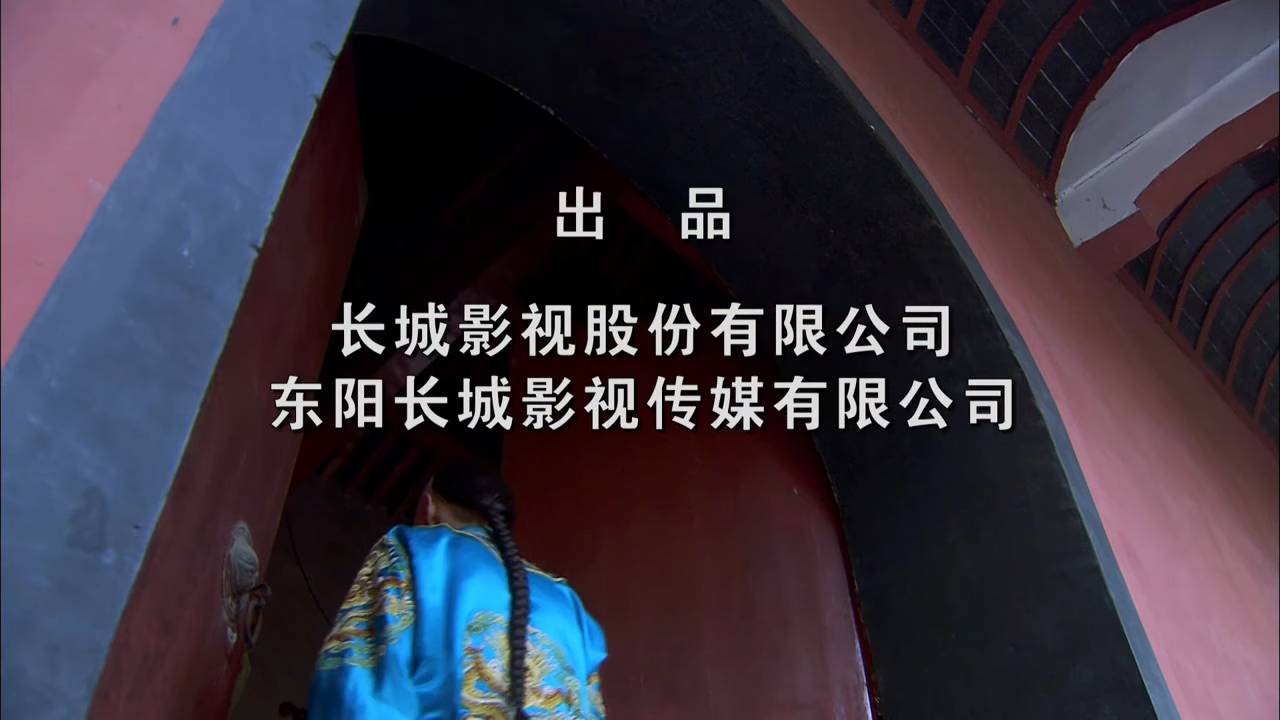 出 品
长城影视股份有限公司
东阳长城影视传媒有限公司